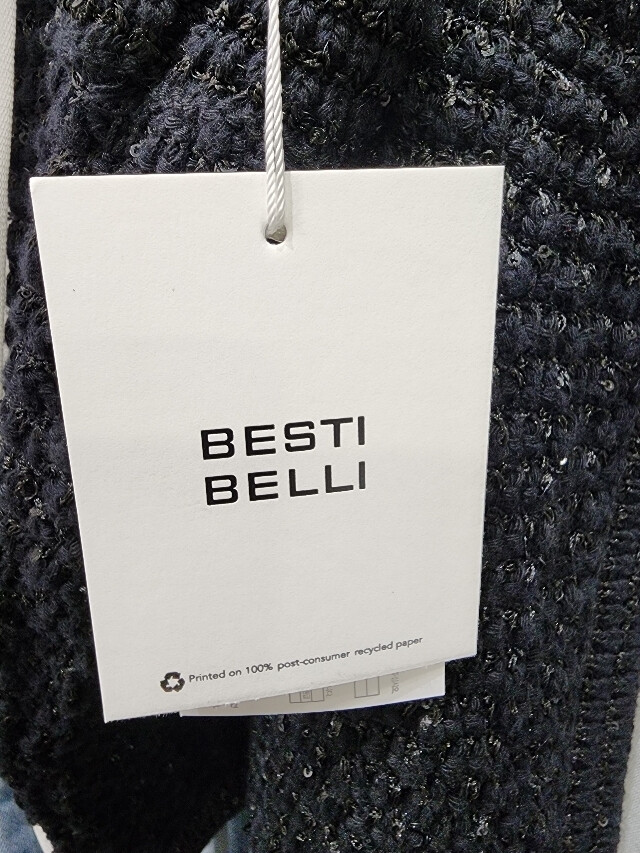 BESTI
BELLI
Printed on 100% post-consumer recycled paper